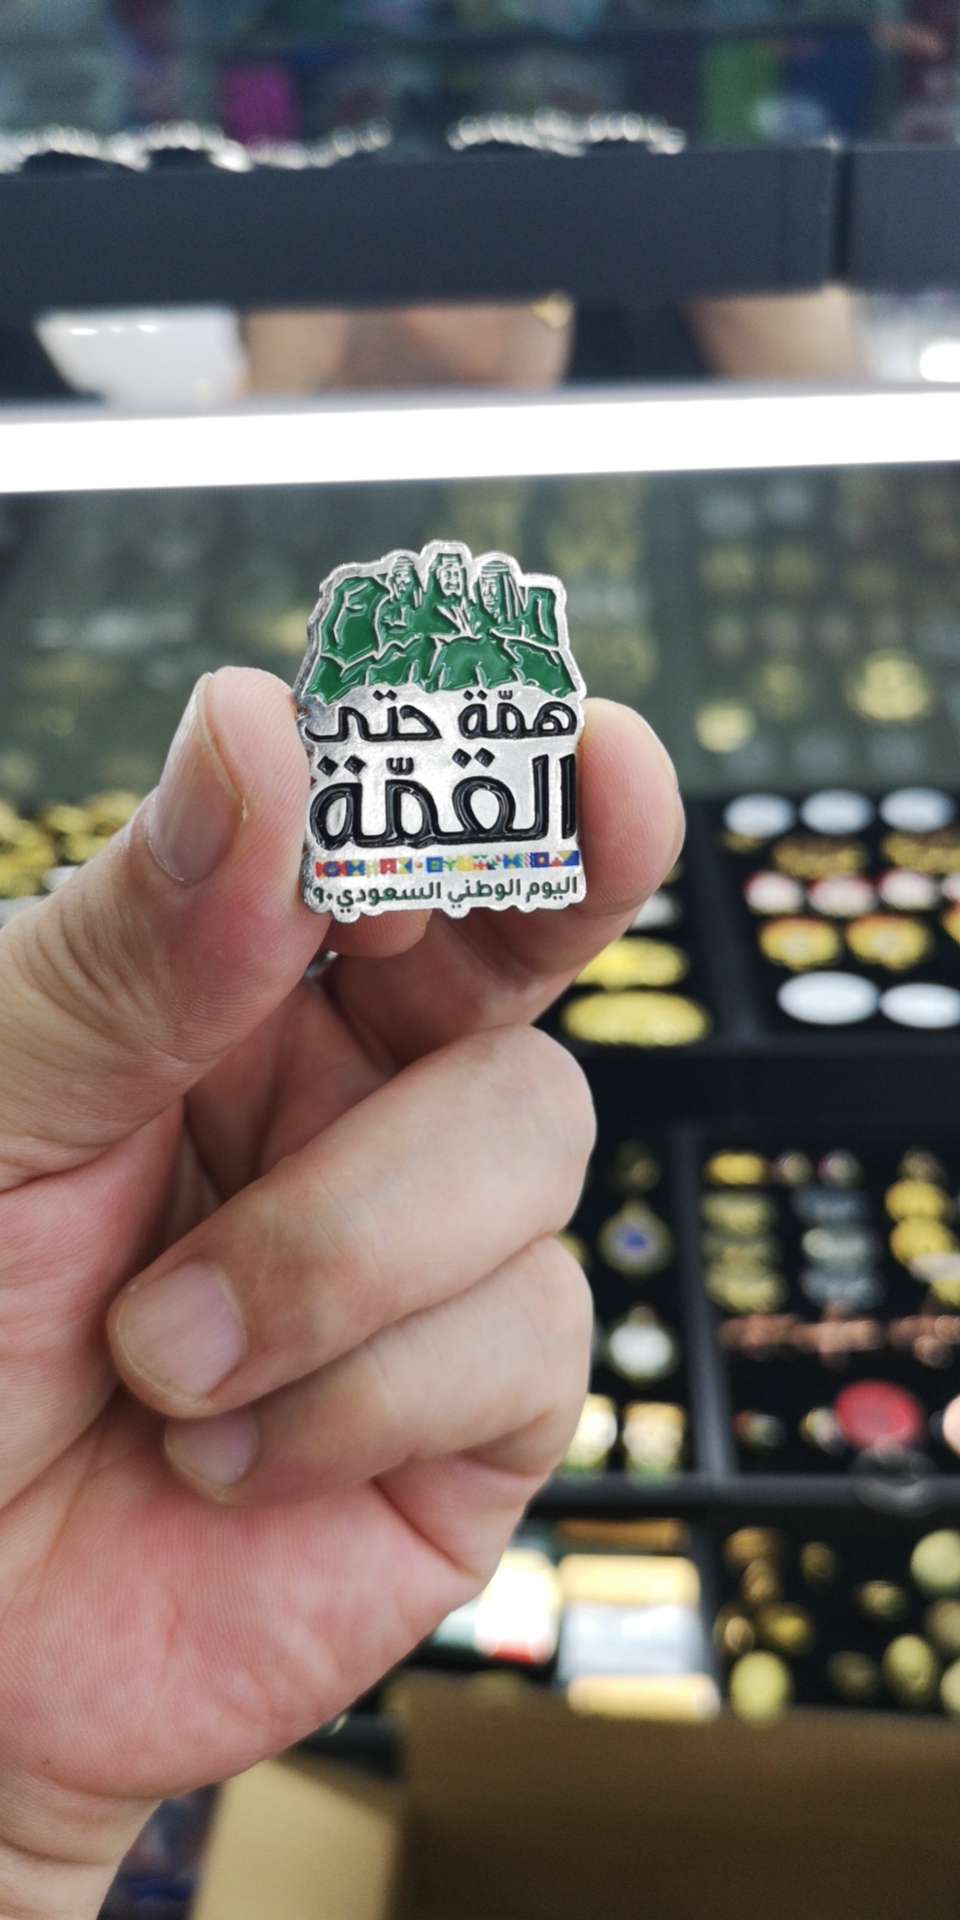 همّة حتى
القمّة
اليوم الوطني السعودي ٩٠